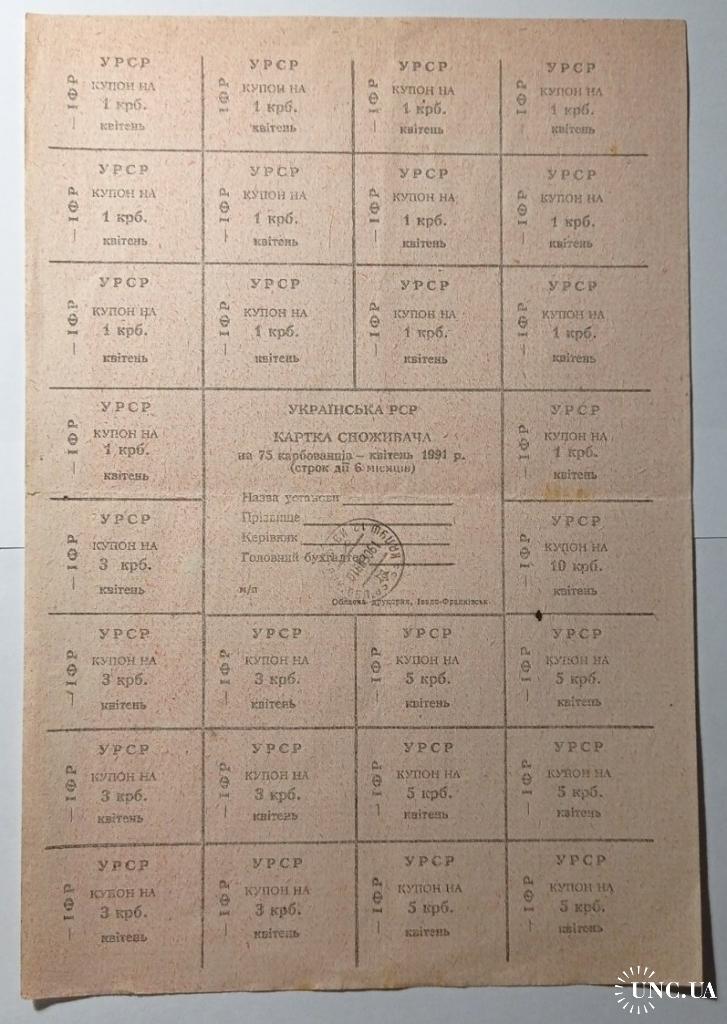 УРСР УРСР УРСР УРСР
–ІФР КУПОН НА –ІФР КУПОН НА –ІФР КУПОН НА –ІФР КУПОН НА
1 крб. 1 крб. 1 крб. 1 крб.
квітень квітень квітень квітень
УРСР УРСР УРСР УРСР
–ІФР КУПОН НА –ІФР КУПОН НА –ІФР КУПОН НА –ІФР КУПОН НА
1 крб. 1 крб. 1 крб. 1 крб.
квітень квітень квітень квітень
УРСР УРСР УРСР УРСР
–ІФР КУПОН НА –ІФР КУПОН НА –ІФР КУПОН НА –ІФР КУПОН НА
1 крб. 1 крб. 1 крб. 1 крб.
квітень квітень квітень квітень
УРСР
–ІФР КУПОН НА
1 крб.
квітень
УКРАЇНСЬКА РСР
КАРТКА СПОЖИВАЧА
на 75 карбованців – квітень 1991 р.
(строк дії 6 місяців)
Назва установи
Прізвище
Керівник
Головний бухгалтер
м/п
Обласна друкарня, Івано-Франківськ
УРСР
–ІФР КУПОН НА
1 крб.
квітень
УРСР УРСР
–ІФР КУПОН НА –ІФР КУПОН НА
3 крб. 10 крб.
квітень квітень
УРСР УРСР УРСР УРСР
–ІФР КУПОН НА –ІФР КУПОН НА –ІФР КУПОН НА –ІФР КУПОН НА
3 крб. 3 крб. 5 крб. 5 крб.
квітень квітень квітень квітень
УРСР УРСР УРСР УРСР
–ІФР КУПОН НА –ІФР КУПОН НА –ІФР КУПОН НА –ІФР КУПОН НА
3 крб. 3 крб. 5 крб. 5 крб.
квітень квітень квітень квітень
УРСР УРСР УРСР УРСР
–ІФР КУПОН НА –ІФР КУПОН НА –ІФР КУПОН НА –ІФР КУПОН НА
3 крб. 3 крб. 5 крб. 5 крб.
квітень квітень квітень квітень
UNC.UA